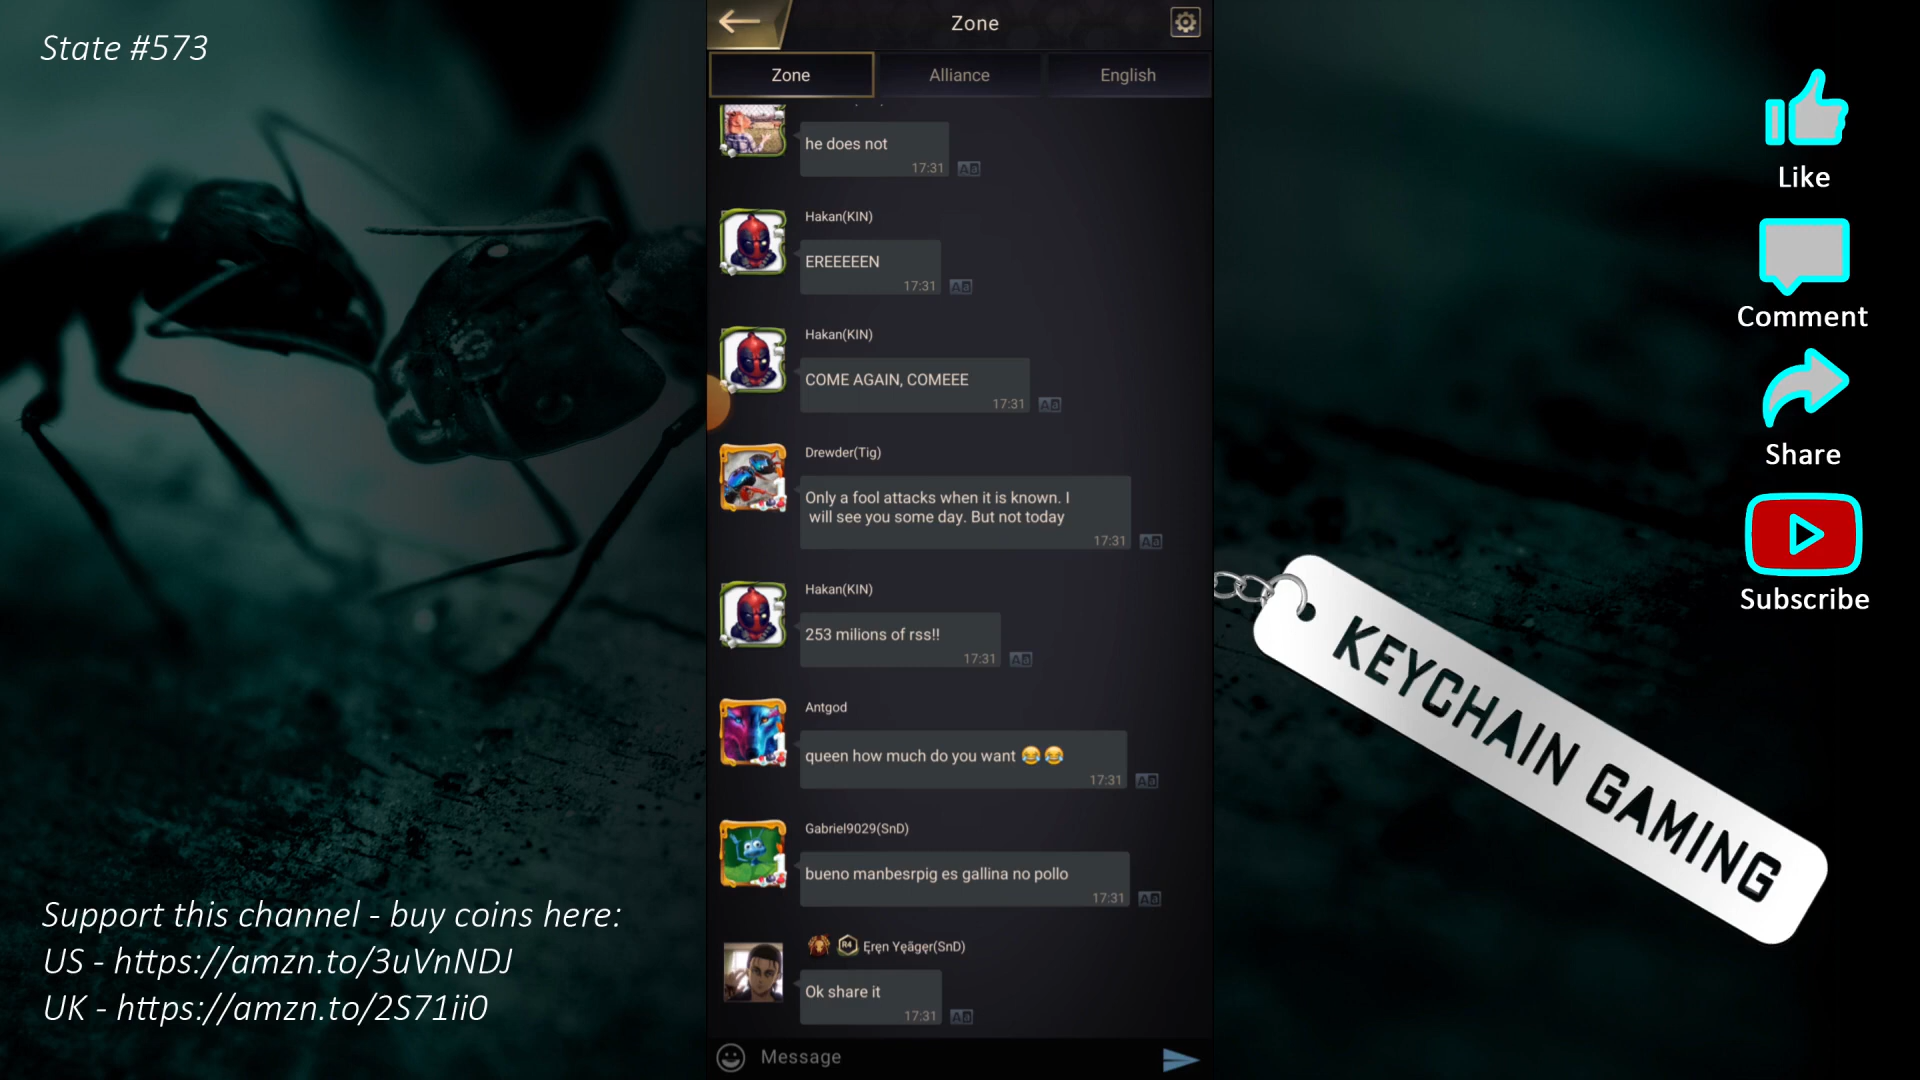 State #573
Zone
Zone
Alliance
English
he does not
17:31
Hakan(KIN)
EREEEEEN
17:31
Hakan(KIN)
COME AGAIN, COMEEE
17:31
Drewder(Tig)
Only a fool attacks when it is known. I
will see you some day. But not today
17:31
Hakan(KIN)
253 milions of rss!!
17:31
Antgod
queen how much do you want 😂😂
17:31
Gabriel9029(SnD)
bueno manbesrpig es gallina no pollo
17:31
R4 Ęręn Yęãgęr(SnD)
Ok share it
17:31
Message
Like
Comment
Share
Subscribe
KEYCHAIN GAMING
Support this channel - buy coins here:
US - https://amzn.to/3uVnNDJ
UK - https://amzn.to/2S71ii0